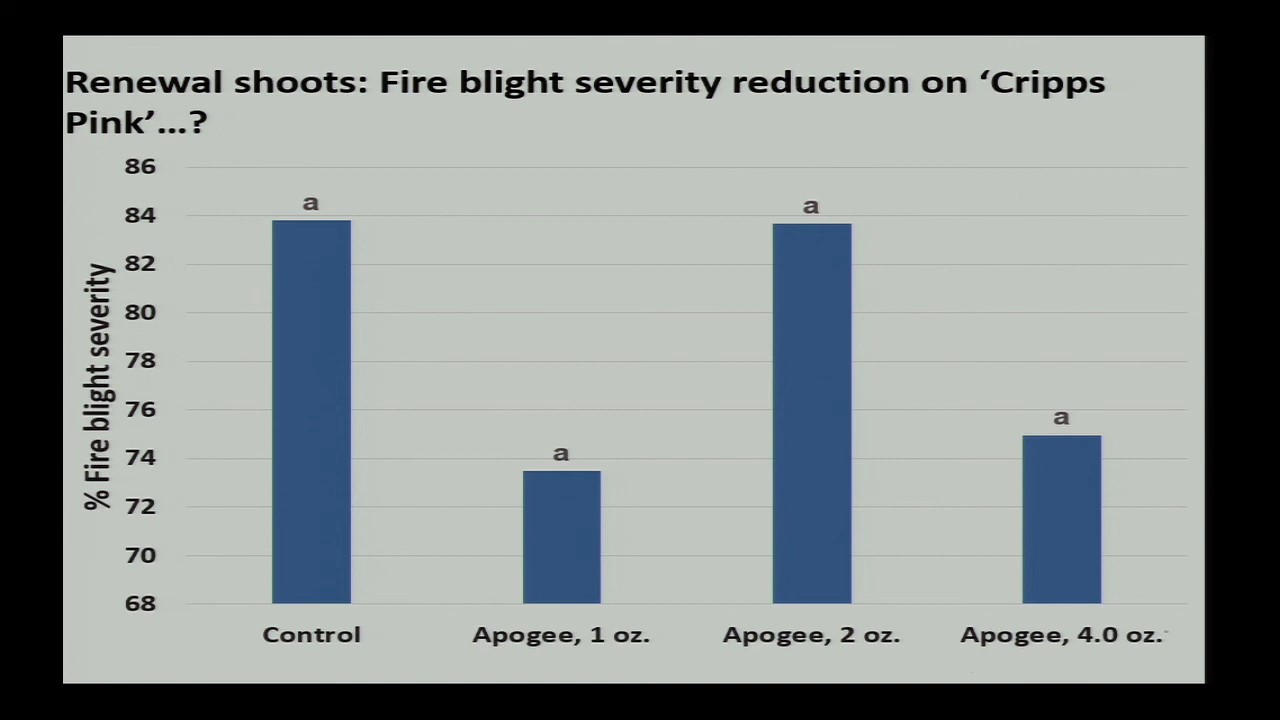 Renewal shoots: Fire blight severity reduction on ‘Cripps
Pink’...?
% Fire blight severity
86
84
82
80
78
76
74
72
70
68
a
a
a
a
Control
Apogee, 1 oz.
Apogee, 2 oz.
Apogee, 4.0 oz.